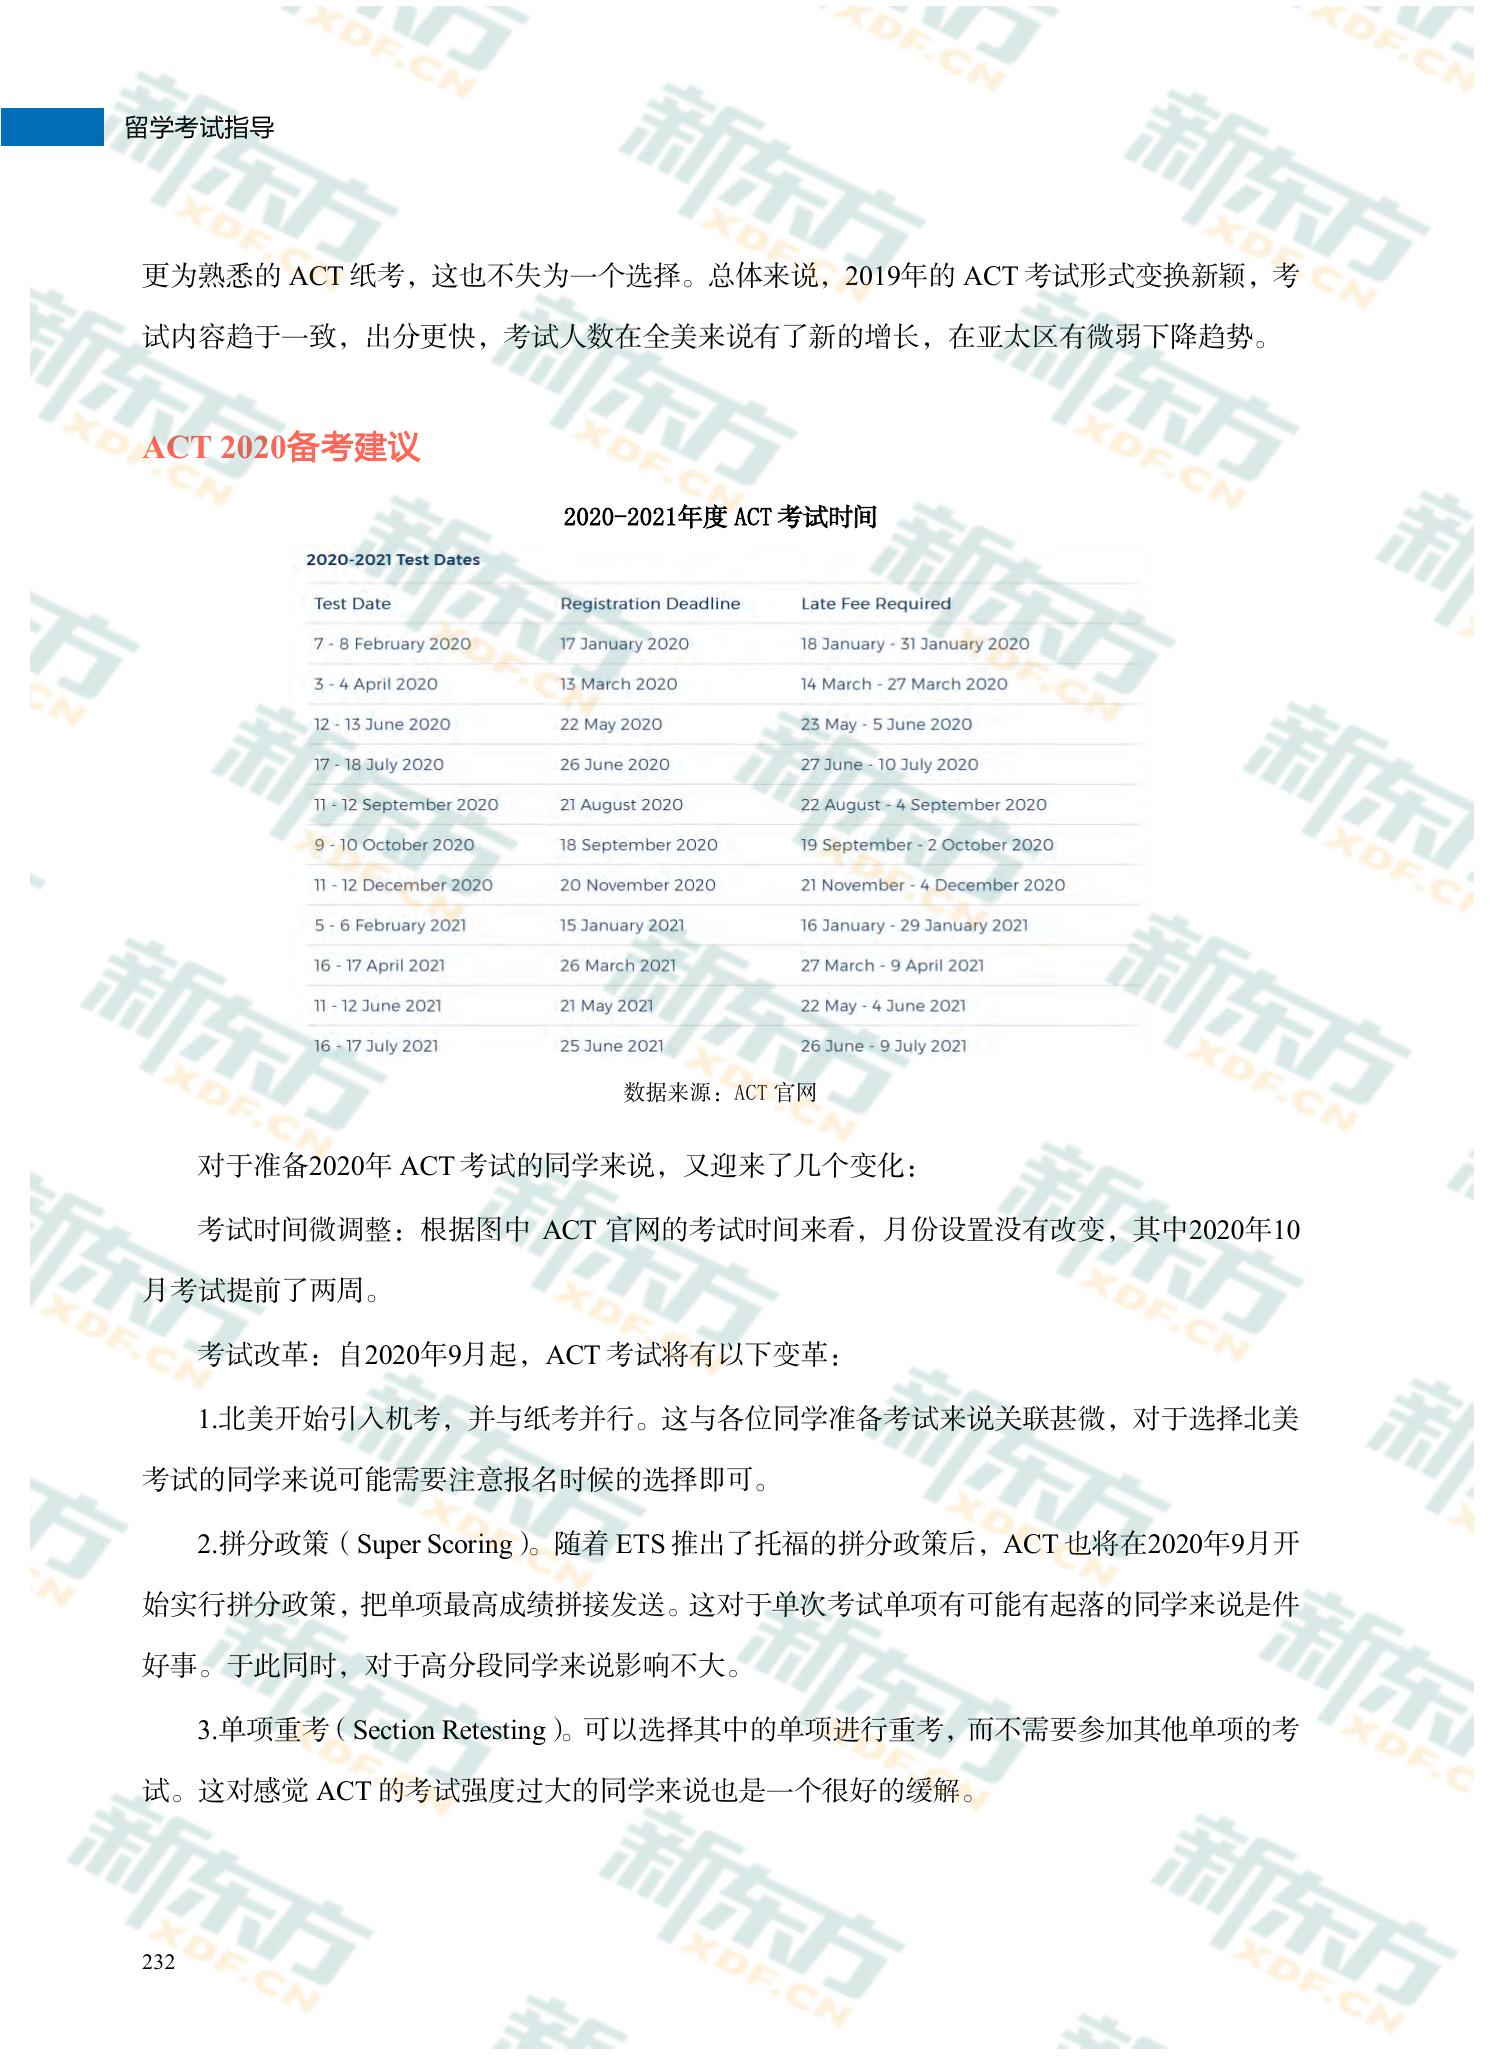 留学考试指导
更为熟悉的 ACT 纸考，这也不失为一个选择。总体来说，2019年的 ACT 考试形式变换新颖，考
试内容趋于一致，出分更快，考试人数在全美来说有了新的增长，在亚太区有微弱下降趋势。
ACT 2020备考建议
2020-2021年度 ACT 考试时间
2020-2021 Test Dates
Test Date Registration Deadline Late Fee Required
7 - 8 February 2020 17 January 2020 18 January - 31 January 2020
3 - 4 April 2020 13 March 2020 14 March - 27 March 2020
12 - 13 June 2020 22 May 2020 23 May - 5 June 2020
17 - 18 July 2020 26 June 2020 27 June - 10 July 2020
11 - 12 September 2020 21 August 2020 22 August - 4 September 2020
9 - 10 October 2020 18 September 2020 19 September - 2 October 2020
11 - 12 December 2020 20 November 2020 21 November - 4 December 2020
5 - 6 February 2021 15 January 2021 16 January - 29 January 2021
16 - 17 April 2021 26 March 2021 27 March - 9 April 2021
11 - 12 June 2021 21 May 2021 22 May - 4 June 2021
16 - 17 July 2021 25 June 2021 26 June - 9 July 2021
数据来源：ACT 官网
对于准备2020年 ACT 考试的同学来说，又迎来了几个变化：
考试时间微调整：根据图中 ACT 官网的考试时间来看，月份设置没有改变，其中2020年10
月考试提前了两周。
考试改革：自2020年9月起，ACT 考试将有以下变革：
1.北美开始引入机考，并与纸考并行。这与各位同学准备考试来说关联甚微，对于选择北美
考试的同学来说可能需要注意报名时候的选择即可。
2.拼分政策（Super Scoring）。随着 ETS 推出了托福的拼分政策后，ACT 也将在2020年9月开
始实行拼分政策，把单项最高成绩拼接发送。这对于单次考试单项有可能有起落的同学来说是件
好事。于此同时，对于高分段同学来说影响不大。
3.单项重考（Section Retesting）。可以选择其中的单项进行重考，而不需要参加其他单项的考
试。这对感觉 ACT 的考试强度过大的同学来说也是一个很好的缓解。
232
新东方
XDF.CN